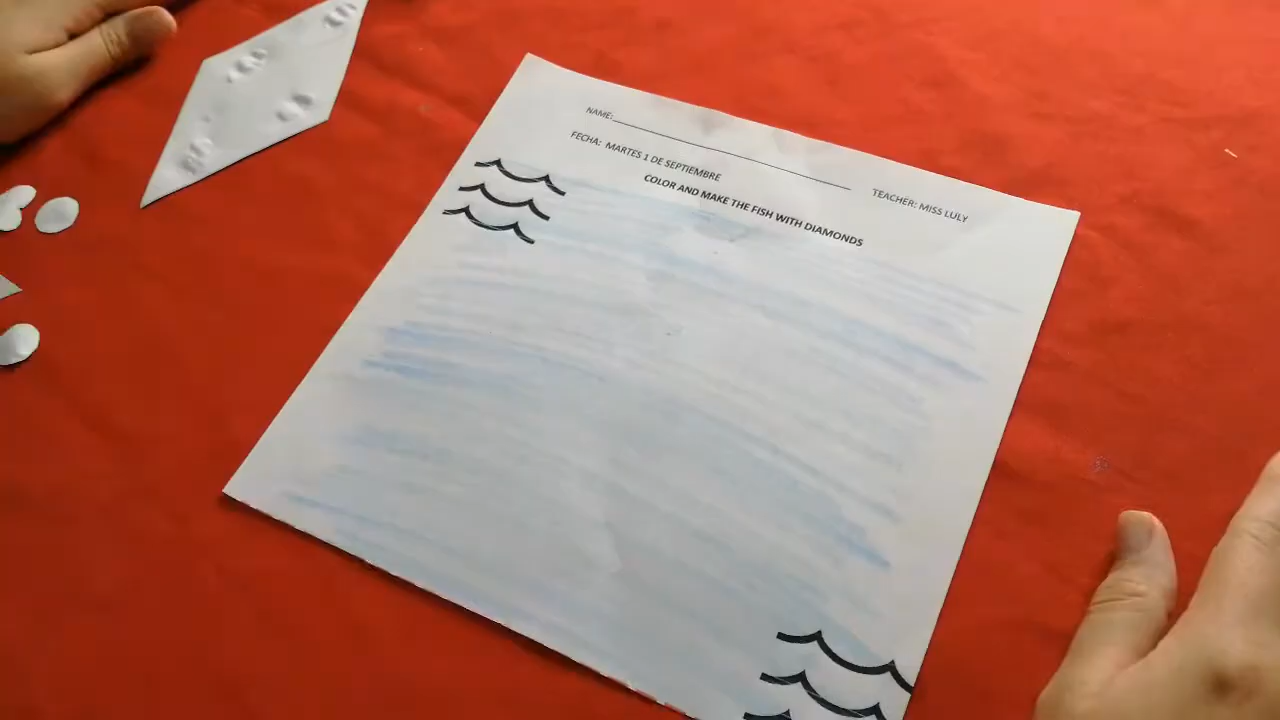 NAME:
FECHA: MARTES 1 DE SEPTIEMBRE TEACHER: MISS LULY
COLOR AND MAKE THE FISH WITH DIAMONDS